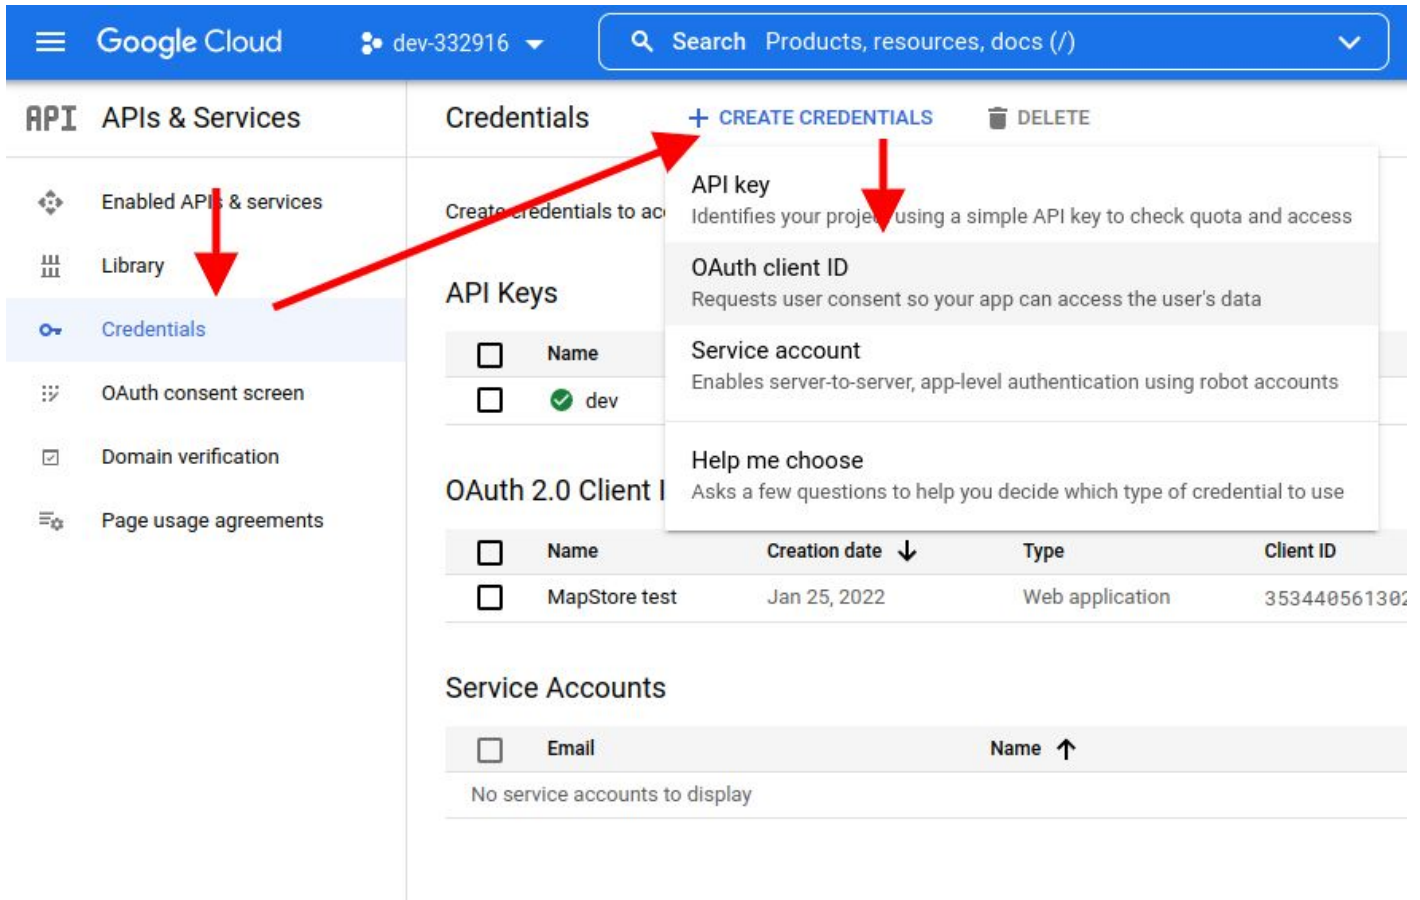 Google Cloud
dev-332916
Search Products, resources, docs (/)
API APIs & Services
Enabled APIs & services
Library
Credentials
OAuth consent screen
Domain verification
Page usage agreements
Credentials
+ CREATE CREDENTIALS
DELETE
Create credentials to ac
API key
Identifies your project using a simple API key to check quota and access
OAuth client ID
Requests user consent so your app can access the user's data
Service account
Enables server-to-server, app-level authentication using robot accounts
Help me choose
Asks a few questions to help you decide which type of credential to use
API Keys
Name
dev
OAuth 2.0 Client I
Name Creation date Type Client ID
MapStore test Jan 25, 2022 Web application 353440561302
Service Accounts
Email Name
No service accounts to display